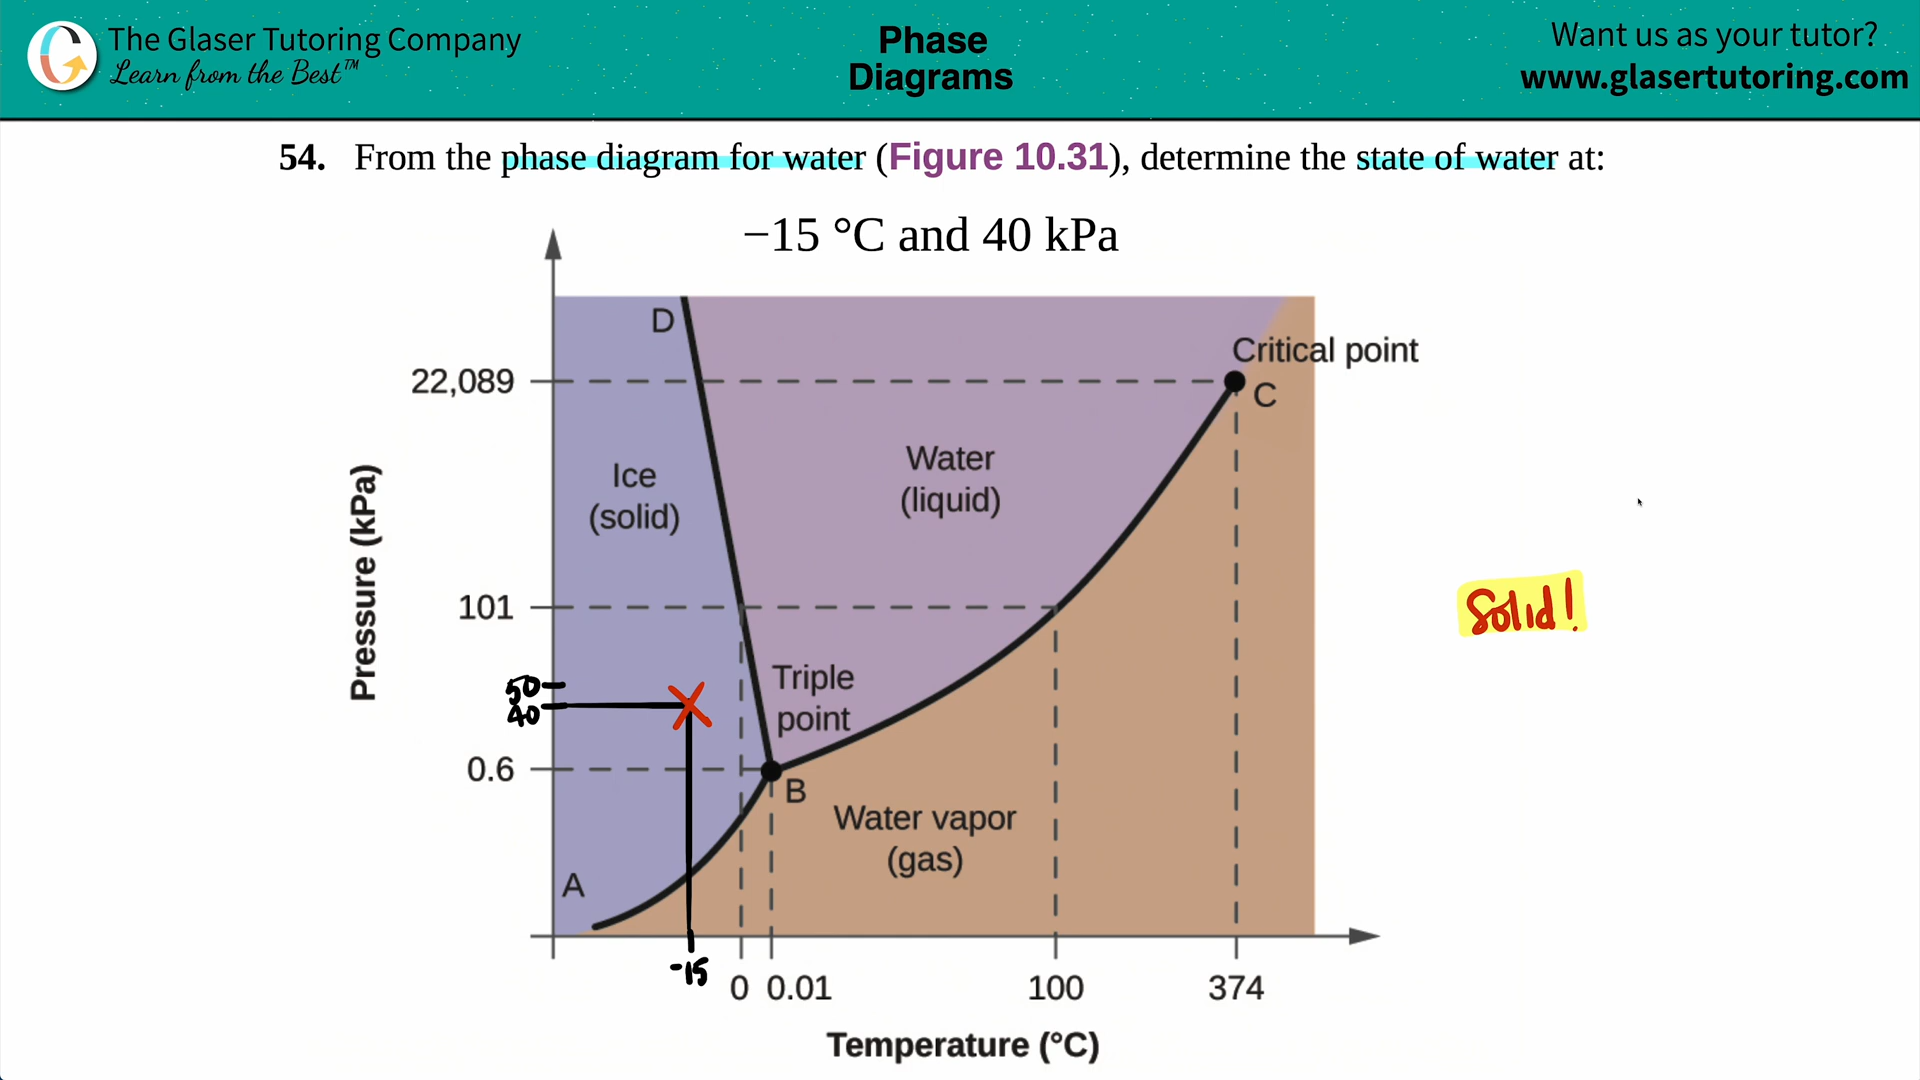 The Glaser Tutoring Company
Learn from the Best™
Phase
Diagrams
Want us as your tutor?
www.glasertutoring.com
54. From the phase diagram for water (Figure 10.31), determine the state of water at:
−15 °C and 40 kPa
D
Critical point
22,089
C
Ice
(solid)
Water
(liquid)
Pressure (kPa)
101
Solid!
Triple
point
50
40
0.6
B
Water vapor
(gas)
A
-15
0 0.01 100 374
Temperature (°C)